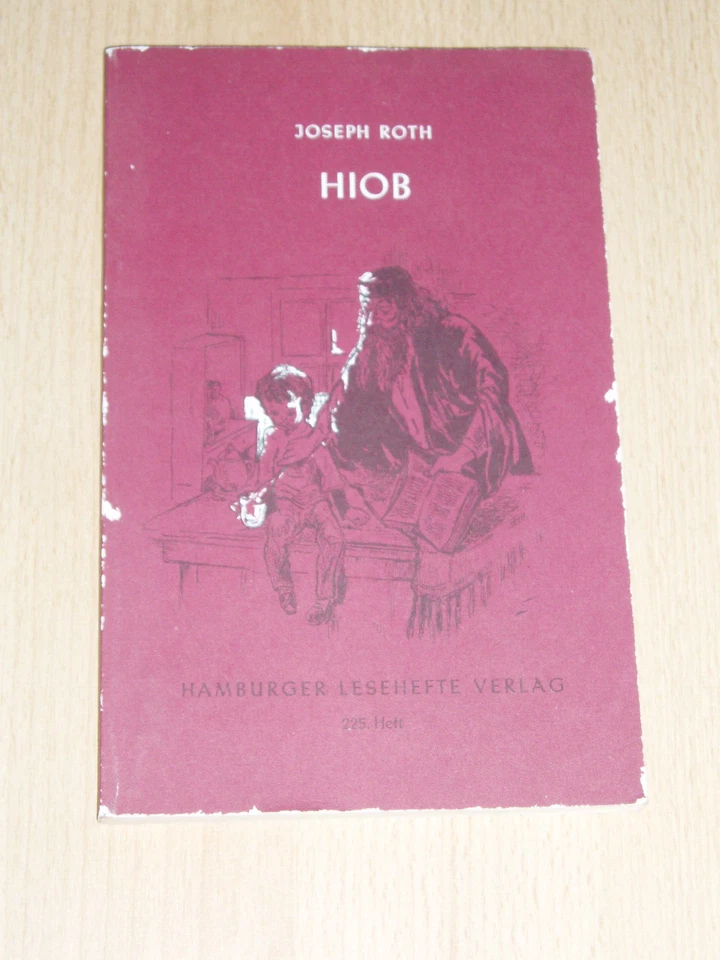 JOSEPH ROTH
HIOB
HAMBURGER LESEHEFTE VERLAG
225. Heft